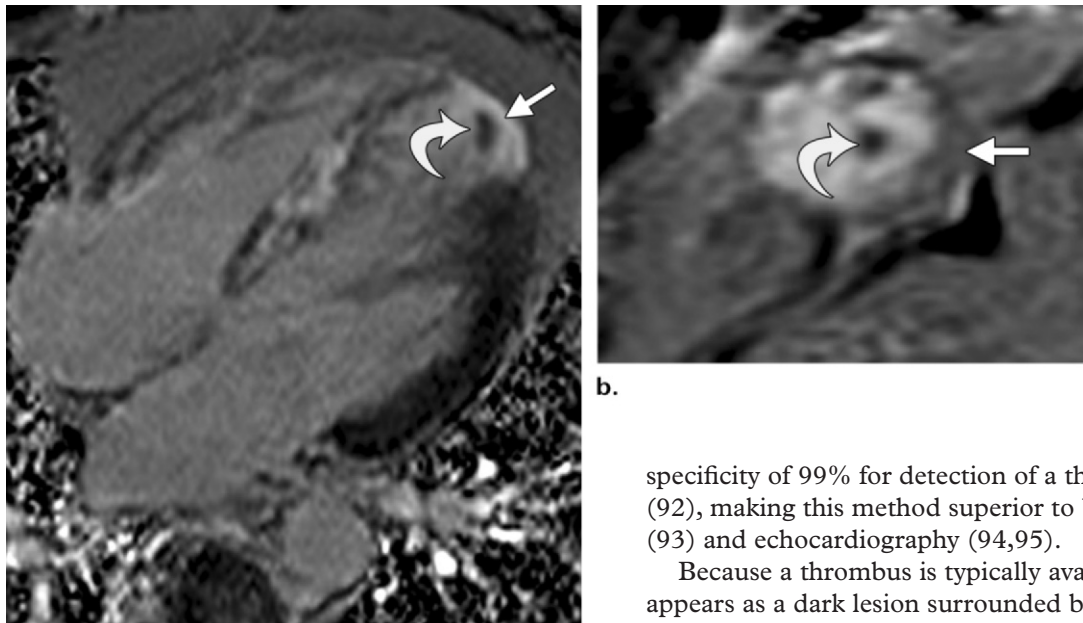 b.
specificity of 99% for detection of a th
(92), making this method superior to
(93) and echocardiography (94,95).
Because a thrombus is typically ava
appears as a dark lesion surrounded b